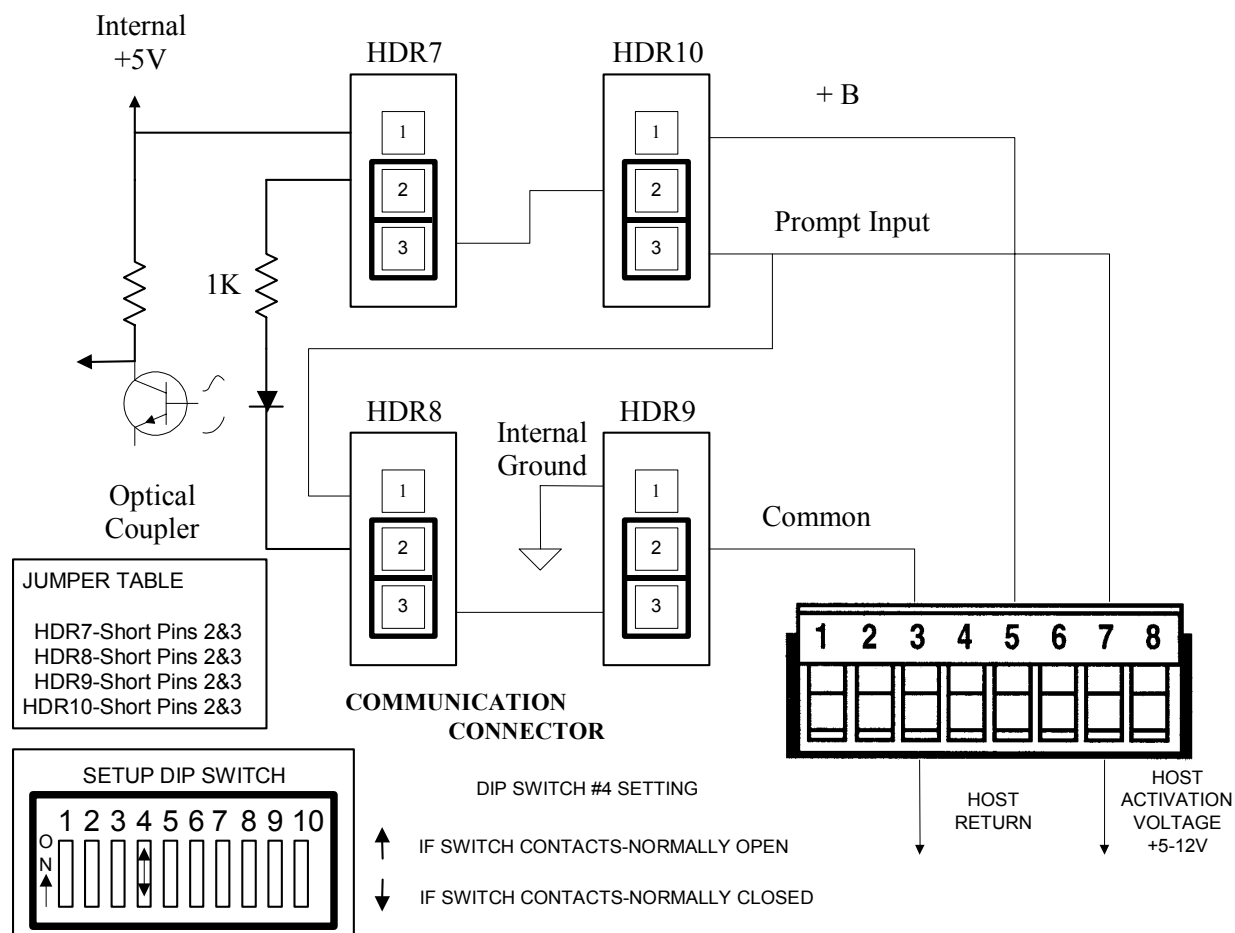 Internal
+5V
HDR7
HDR10
+ B
1
2
3
1
2
3
Prompt Input
1K
HDR8
HDR9
Internal
Ground
1
2
3
1
2
3
Optical
Coupler
Common
JUMPER TABLE
HDR7-Short Pins 2&3
HDR8-Short Pins 2&3
HDR9-Short Pins 2&3
HDR10-Short Pins 2&3
1 2 3 4 5 6 7 8
COMMUNICATION
CONNECTOR
SETUP DIP SWITCH
1 2 3 4 5 6 7 8 9 10
ON
DIP SWITCH #4 SETTING
IF SWITCH CONTACTS-NORMALLY OPEN
IF SWITCH CONTACTS-NORMALLY CLOSED
HOST
RETURN
HOST
ACTIVATION
VOLTAGE
+5-12V